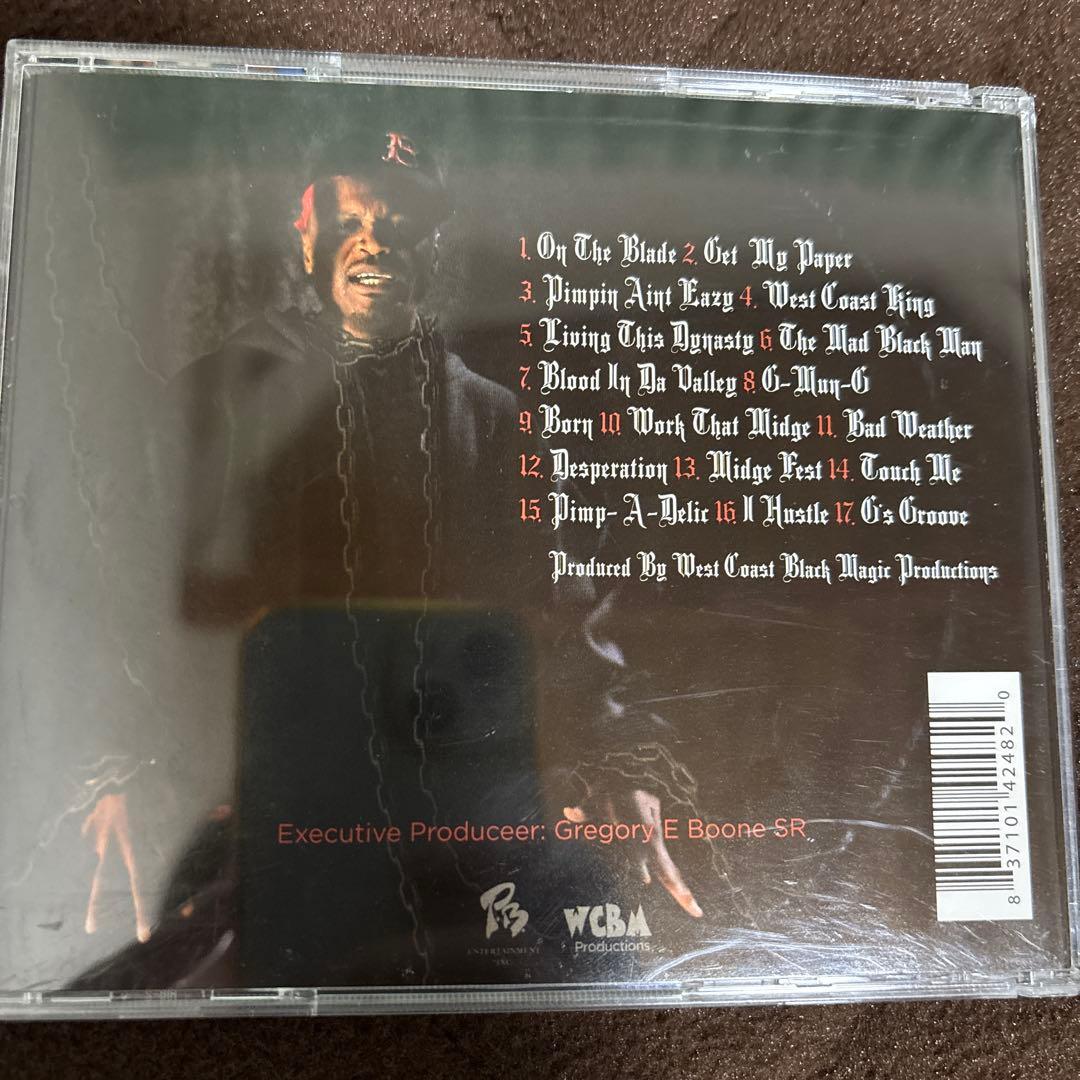 1. On The Blade 2. Get My Paper
3. Pimpin Aint Eazy 4. West Coast King
5. Living This Dynasty 6. The Mad Black Man
7. Blood In Da Valley 8. G-Mun-G
9. Born 10. Work That Midge 11. Bad Weather
12. Desperation 13. Midge Fest 14. Touch Me
15. Pimp-A-Delic 16. I Hustle 17. G's Groove
Produced By West Coast Black Magic Productions
Executive Produceer: Gregory E Boone SR
ENTERTAINMENT
INC.
WCBM
Productions
8 37101 42482 0